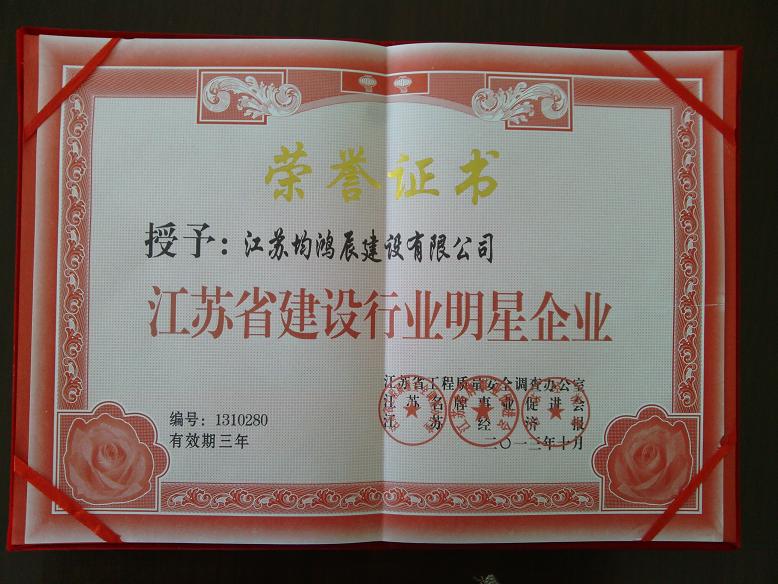 荣誉证书
授予：江苏均鸿辰建设有限公司
江苏省建设行业明星企业
江苏省工程质量安全调查办公室
江苏名牌事业促进会
江苏经济报
二〇一三年十月
编号：1310280
有效期三年